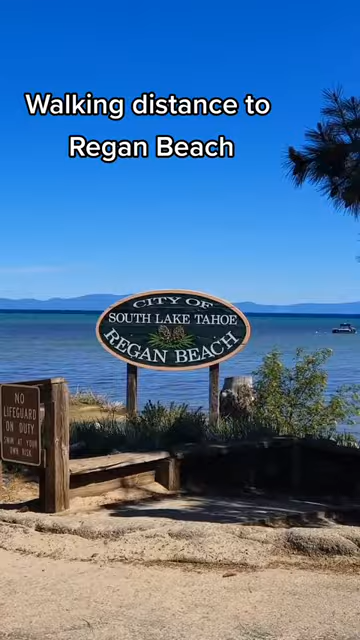 Walking distance to
Regan Beach
CITY OF
SOUTH LAKE TAHOE
REGAN BEACH
NO
LIFEGUARD
ON DUTY
SWIM AT YOUR
OWN RISK